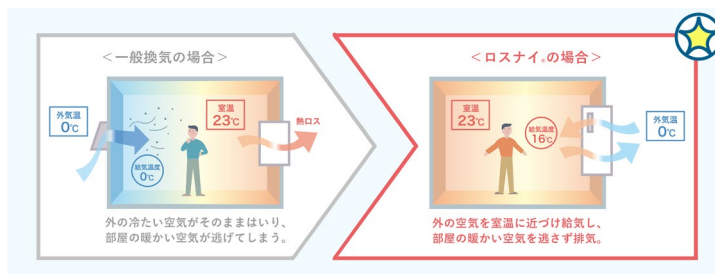 ＜一般換気の場合＞
外気温
0℃
給気温度
0℃
室温
23℃
熱ロス
外の冷たい空気がそのままはいり、
部屋の暖かい空気が逃げてしまう。
＜ロスナイ®の場合＞
室温
23℃
給気温度
16℃
外気温
0℃
外の空気を室温に近づけ給気し、
部屋の暖かい空気を逃さず排気。